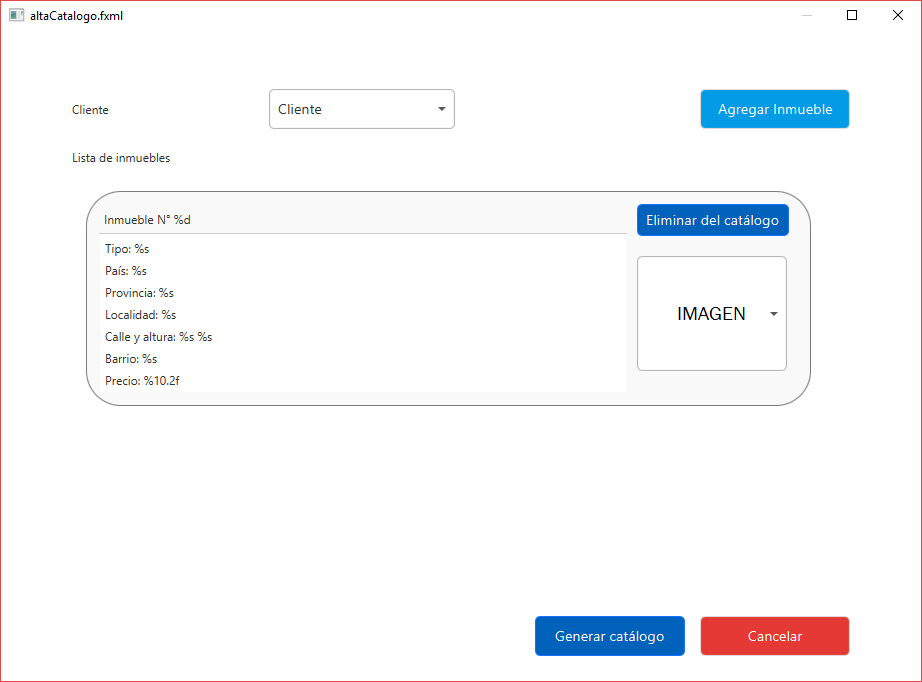 altaCatalogo.fxml
Cliente
Cliente
Agregar Inmueble
Lista de inmuebles
Inmueble N° %d
Eliminar del catálogo
Tipo: %s
País: %s
Provincia: %s
Localidad: %s
Calle y altura: %s %s
Barrio: %s
Precio: %10.2f
IMAGEN
Generar catálogo
Cancelar